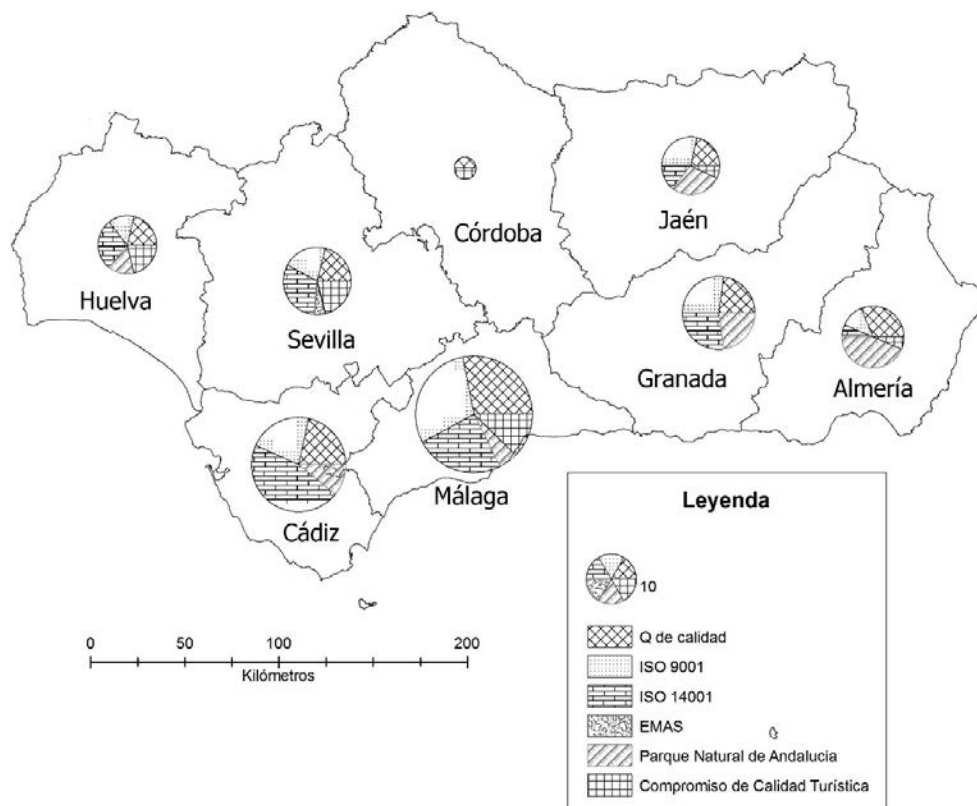 Córdoba
Jaén
Huelva
Sevilla
Granada
Almería
Málaga
Cádiz
Leyenda
10
Q de calidad
ISO 9001
ISO 14001
EMAS
Parque Natural de Andalucia
Compromiso de Calidad Turística
0 50 100 200
Kilómetros